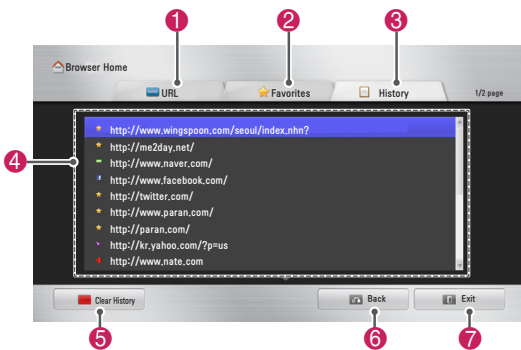 1
2
3
Browser Home
URL
Favorites
History
1/2 page
4
http://www.wingspoon.com/seoul/index.nhn?
http://me2day.net/
http://www.naver.com/
http://www.facebook.com/
http://twitter.com/
http://www.paran.com/
http://paran.com/
http://kr.yahoo.com/?p=us
http://www.nate.com
Clear History
Back
Exit
5
6
7